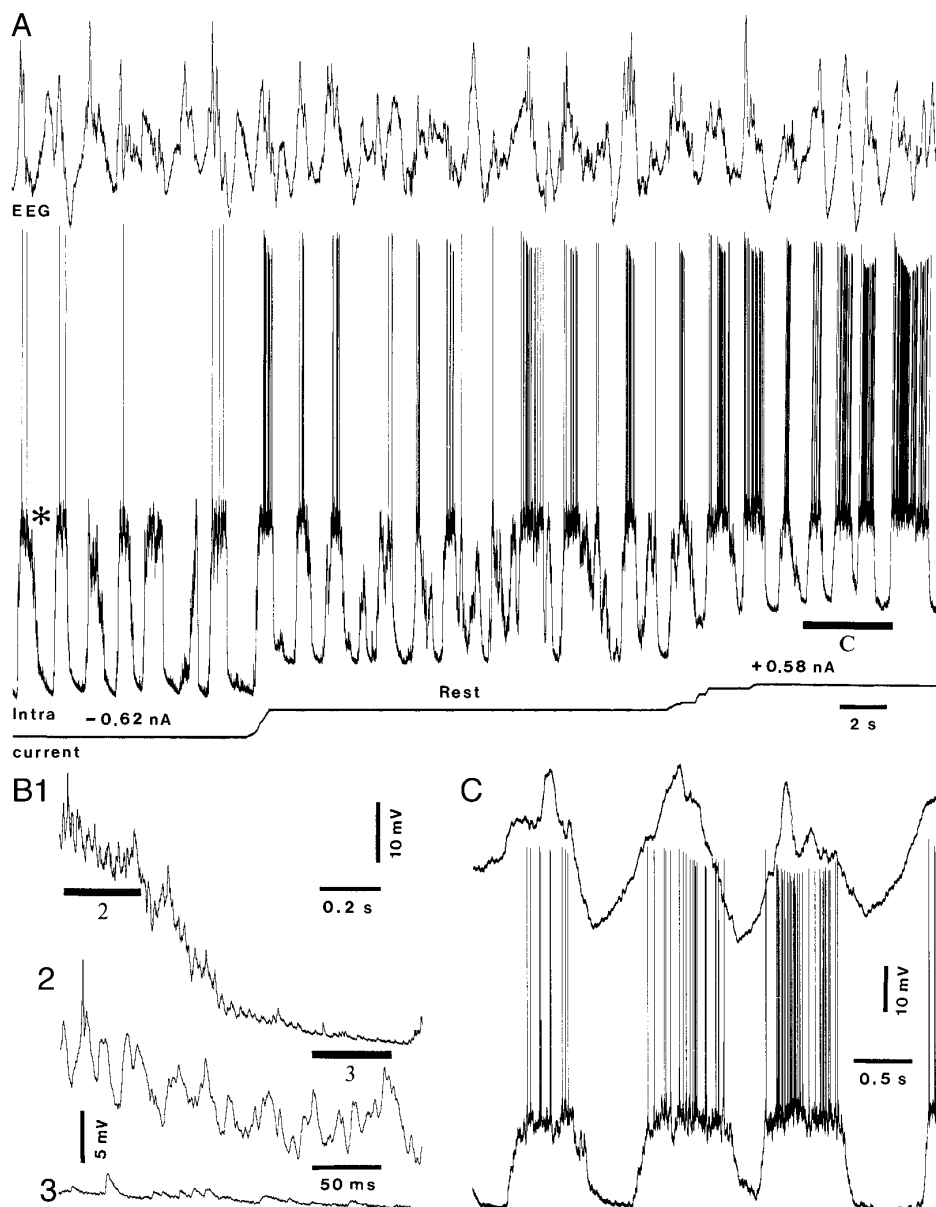 A
EEG
*
C
+0.58 nA
Rest
Intra
−0.62 nA
2 s
current
B1
C
10 mV
2
0.2 s
2
10 mV
3
0.5 s
5 mV
50 ms
3